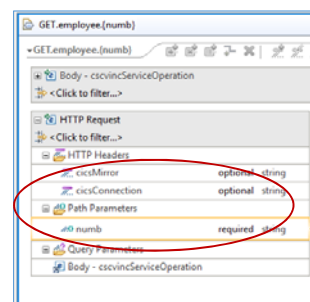 GET.employee.{numb}
GET.employee.{numb}
Body - cscvincServiceOperation
<Click to filter...>
HTTP Request
<Click to filter...>
HTTP Headers
cicsMirror optional string
cicsConnection optional string
Path Parameters
numb required string
Query Parameters
Body - cscvincServiceOperation